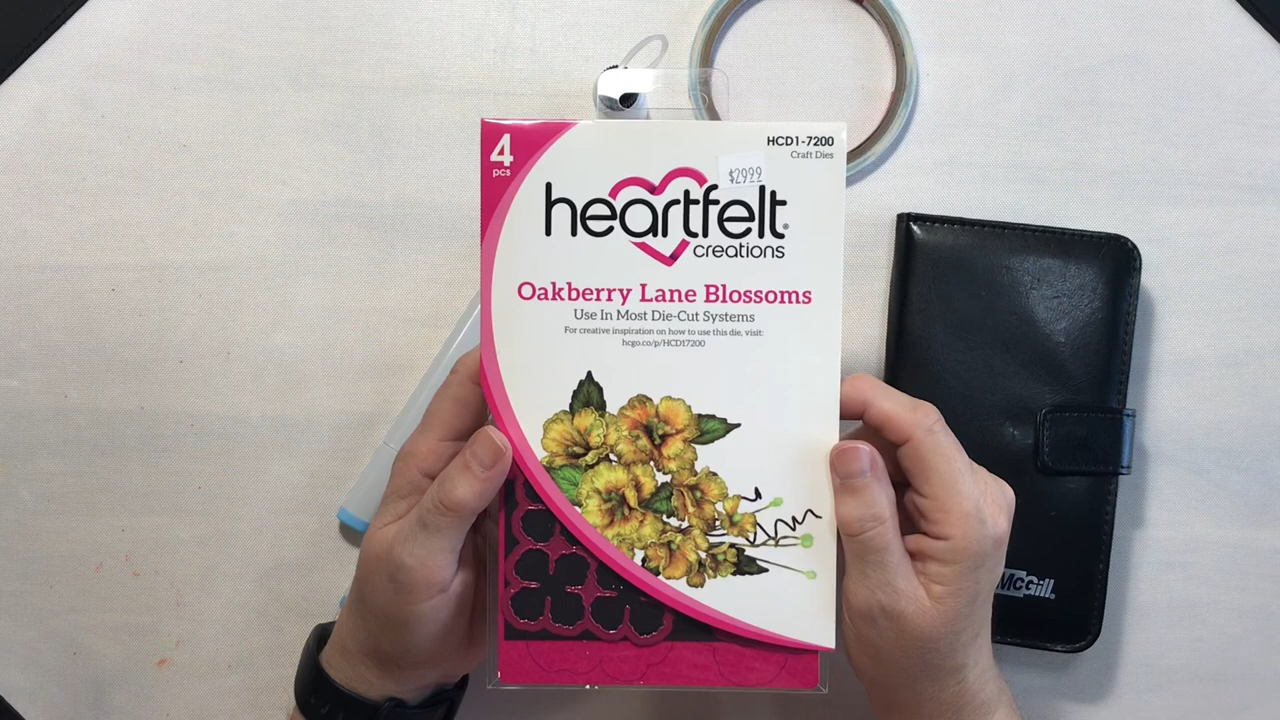 4
pcs
HCD1-7200
Craft Dies
$29.99
heartfelt®
creations
Oakberry Lane Blossoms
Use In Most Die-Cut Systems
For creative inspiration on how to use this die, visit:
hcgo.co/p/HCD17200
McGill.